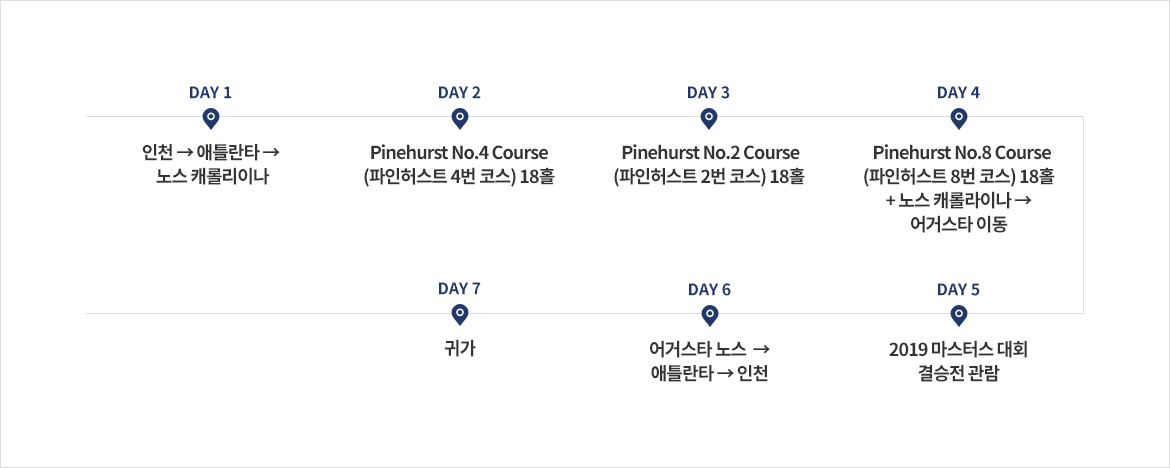 DAY 1
인천 → 애틀란타 →
노스 캐롤리이나
DAY 2
Pinehurst No.4 Course
(파인허스트 4번 코스) 18홀
DAY 3
Pinehurst No.2 Course
(파인허스트 2번 코스) 18홀
DAY 4
Pinehurst No.8 Course
(파인허스트 8번 코스) 18홀
+ 노스 캐롤라이나 →
어거스타 이동
DAY 5
2019 마스터스 대회
결승전 관람
DAY 6
어거스타 노스 →
애틀란타 → 인천
DAY 7
귀가